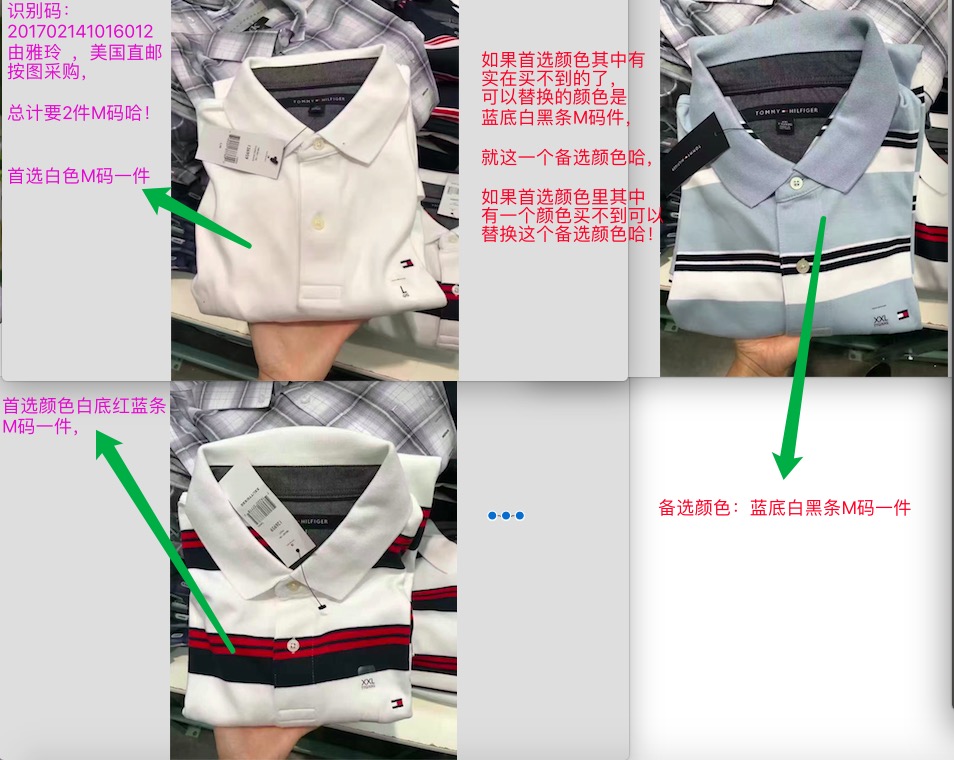 识别码：
201702141016012
由雅玲 ，美国直邮
按图采购，
总计要2件M码哈！
首选白色M码一件
TOMMY HILFIGER
L
如果首选颜色其中有
实在买不到的了，
可以替换的颜色是
蓝底白黑条M码件，
就这一个备选颜色哈，
如果首选颜色里其中
有一个颜色买不到可以
替换这个备选颜色哈！
TOMMY HILFIGER
XXL
首选颜色白底红蓝条
M码一件，
HILFIGER
XXL
备选颜色：蓝底白黑条M码一件